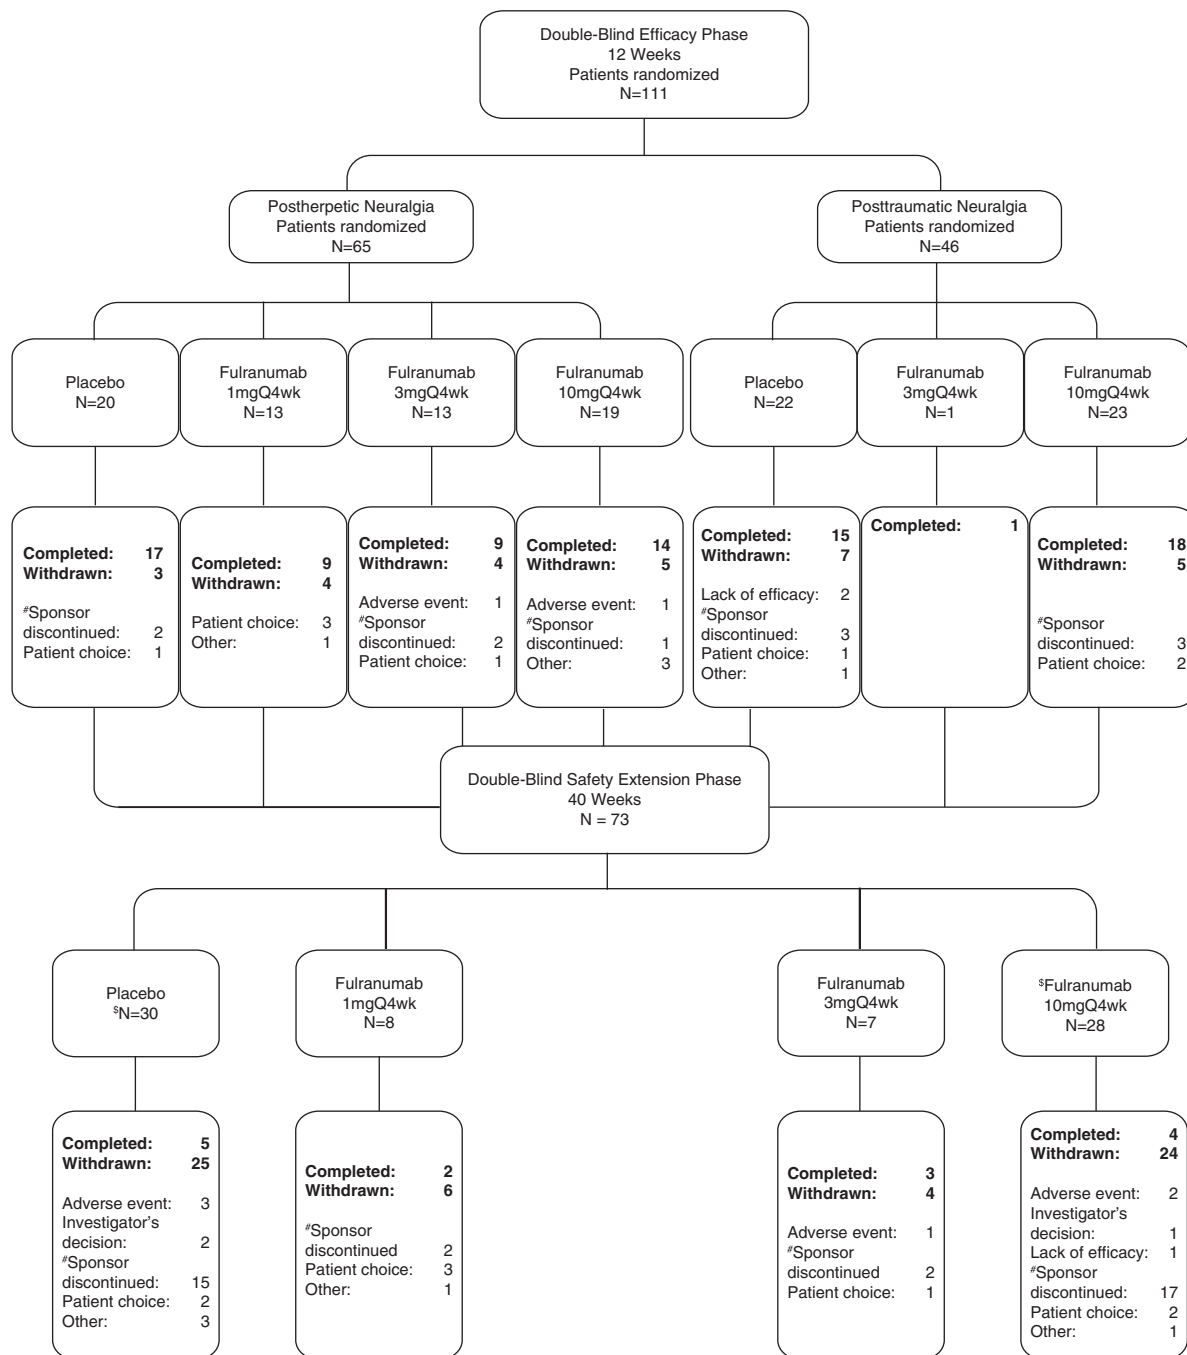 Double-Blind Efficacy Phase
12 Weeks
Patients randomized
N=111
Postherpetic Neuralgia
Patients randomized
N=65
Posttraumatic Neuralgia
Patients randomized
N=46
Placebo
N=20
Fulranumab
1mgQ4wk
N=13
Fulranumab
3mgQ4wk
N=13
Fulranumab
10mgQ4wk
N=19
Placebo
N=22
Fulranumab
3mgQ4wk
N=1
Fulranumab
10mgQ4wk
N=23
Completed: 17
Withdrawn: 3
#Sponsor
discontinued: 2
Patient choice: 1
Completed: 9
Withdrawn: 4
Patient choice: 3
Other: 1
Completed: 9
Withdrawn: 4
Adverse event: 1
#Sponsor
discontinued: 2
Patient choice: 1
Completed: 14
Withdrawn: 5
Adverse event: 1
#Sponsor
discontinued: 1
Other: 3
Completed: 15
Withdrawn: 7
Lack of efficacy: 2
#Sponsor
discontinued: 3
Patient choice: 1
Other: 1
Completed: 1
Completed: 18
Withdrawn: 5
#Sponsor
discontinued: 3
Patient choice: 2
Double-Blind Safety Extension Phase
40 Weeks
N = 73
Placebo
$N=30
Fulranumab
1mgQ4wk
N=8
Fulranumab
3mgQ4wk
N=7
$Fulranumab
10mgQ4wk
N=28
Completed: 5
Withdrawn: 25
Adverse event: 3
Investigator's
decision: 2
#Sponsor
discontinued: 15
Patient choice: 2
Other: 3
Completed: 2
Withdrawn: 6
#Sponsor
discontinued 2
Patient choice: 3
Other: 1
Completed: 3
Withdrawn: 4
Adverse event: 1
#Sponsor
discontinued 2
Patient choice: 1
Completed: 4
Withdrawn: 24
Adverse event: 2
Investigator's
decision: 1
Lack of efficacy: 1
#Sponsor
discontinued: 17
Patient choice: 2
Other: 1